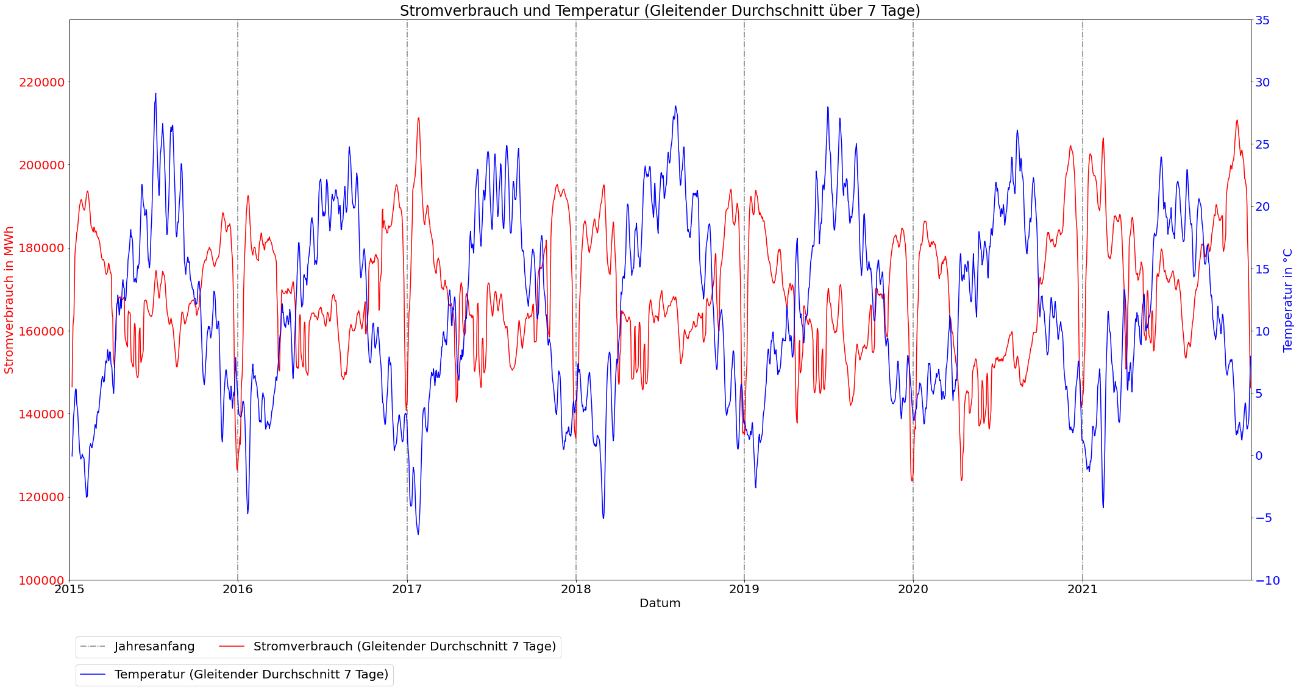 Stromverbrauch und Temperatur (Gleitender Durchschnitt über 7 Tage)
Stromverbrauch in MWh
220000
200000
180000
160000
140000
120000
100000
35
30
25
20
15
10
5
0
−5
−10
Temperatur in °C
2015 2016 2017 2018 2019 2020 2021
Datum
Jahresanfang Stromverbrauch (Gleitender Durchschnitt 7 Tage)
Temperatur (Gleitender Durchschnitt 7 Tage)